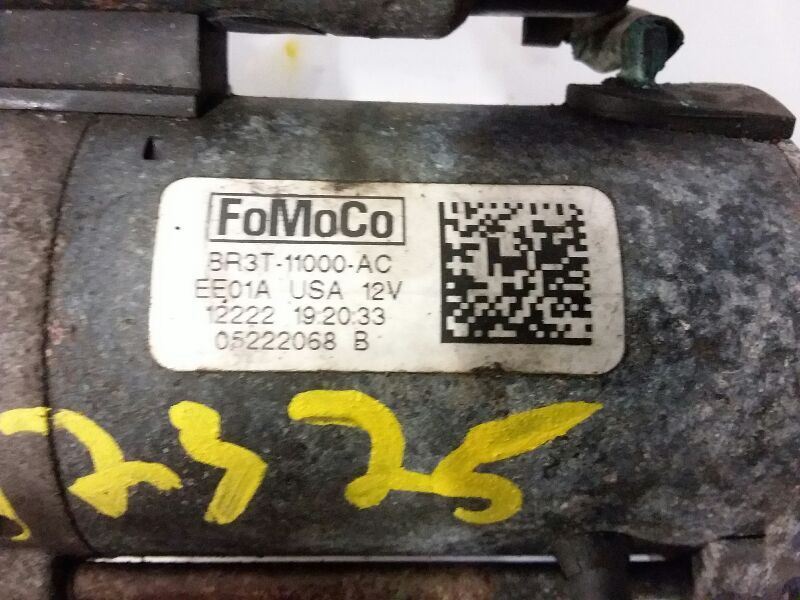 FoMoCo
BR3T-11000-AC
EE01A USA 12V
12222 19:20:33
05222068 B